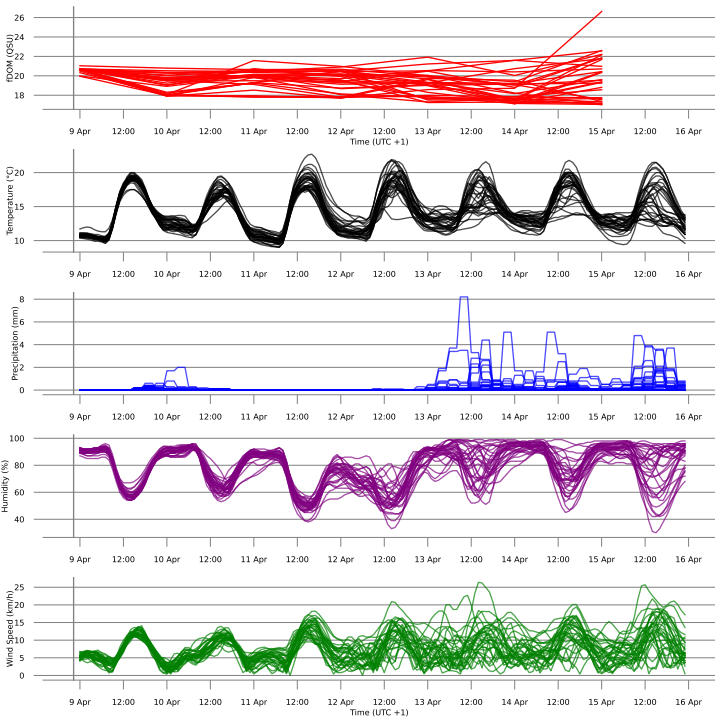 26
24
22
20
18
fDOM (QSU)
9 Apr 12:00 10 Apr 12:00 11 Apr 12:00 12 Apr 12:00 13 Apr 12:00 14 Apr 12:00 15 Apr 12:00 16 Apr
Time (UTC +1)
20
15
10
Temperature (°C)
9 Apr 12:00 10 Apr 12:00 11 Apr 12:00 12 Apr 12:00 13 Apr 12:00 14 Apr 12:00 15 Apr 12:00 16 Apr
8
6
4
2
0
Precipitation (mm)
9 Apr 12:00 10 Apr 12:00 11 Apr 12:00 12 Apr 12:00 13 Apr 12:00 14 Apr 12:00 15 Apr 12:00 16 Apr
100
80
60
40
Humidity (%)
9 Apr 12:00 10 Apr 12:00 11 Apr 12:00 12 Apr 12:00 13 Apr 12:00 14 Apr 12:00 15 Apr 12:00 16 Apr
25
20
15
10
5
0
Wind Speed (km/h)
9 Apr 12:00 10 Apr 12:00 11 Apr 12:00 12 Apr 12:00 13 Apr 12:00 14 Apr 12:00 15 Apr 12:00 16 Apr
Time (UTC +1)